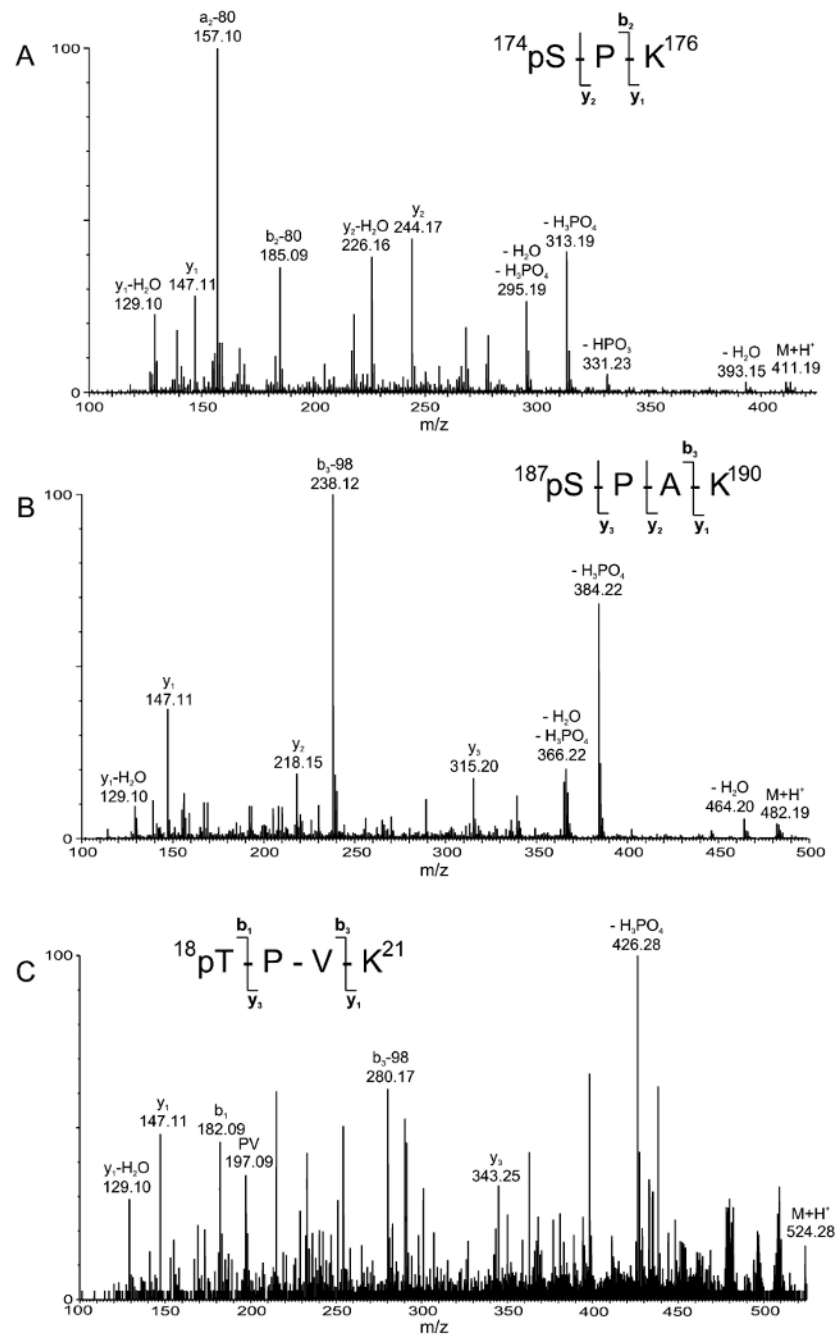 A
a₂-80
157.10
¹⁷⁴pS - P - K¹⁷⁶
b₂
y₂ y₁
100
0
y₁-H₂O
129.10
y₁
147.11
b₂-80
185.09
y₂-H₂O
226.16
y₂
244.17
- H₂O
- H₃PO₄
295.19
- H₃PO₄
313.19
- HPO₃
331.23
- H₂O
393.15
M+H⁺
411.19
100 150 200 250 300 350 400
m/z
B
b₃-98
238.12
¹⁸⁷pS - P - A - K¹⁹⁰
b₃
y₃ y₂ y₁
100
0
y₁-H₂O
129.10
y₁
147.11
y₂
218.15
y₃
315.20
- H₂O
- H₃PO₄
366.22
- H₃PO₄
384.22
- H₂O
464.20
M+H⁺
482.19
100 150 200 250 300 350 400 450 500
m/z
C
b₁ b₃
¹⁸pT - P - V - K²¹
y₃ y₁
- H₃PO₄
426.28
100
0
y₁-H₂O
129.10
y₁
147.11
b₁
182.09
PV
197.09
b₃-98
280.17
y₃
343.25
M+H⁺
524.28
100 150 200 250 300 350 400 450 500
m/z